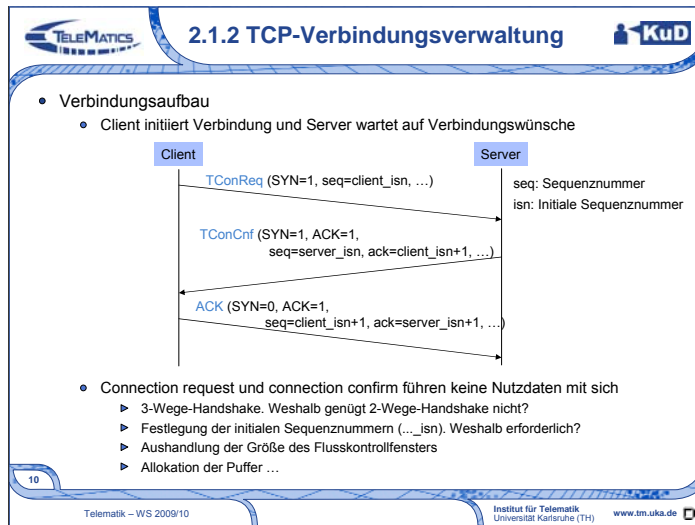 TELEMATICS
2.1.2 TCP-Verbindungsverwaltung
KuD
Verbindungsaufbau
Client initiiert Verbindung und Server wartet auf Verbindungswünsche
Client
Server
TConReq (SYN=1, seq=client_isn, …)
seq: Sequenznummer
isn: Initiale Sequenznummer
TConCnf (SYN=1, ACK=1,
seq=server_isn, ack=client_isn+1, …)
ACK (SYN=0, ACK=1,
seq=client_isn+1, ack=server_isn+1, …)
Connection request und connection confirm führen keine Nutzdaten mit sich
3-Wege-Handshake. Weshalb genügt 2-Wege-Handshake nicht?
Festlegung der initialen Sequenznummern (..._isn). Weshalb erforderlich?
Aushandlung der Größe des Flusskontrollfensters
Allokation der Puffer …
10
Telematik – WS 2009/10
Institut für Telematik
Universität Karlsruhe (TH)
www.tm.uka.de